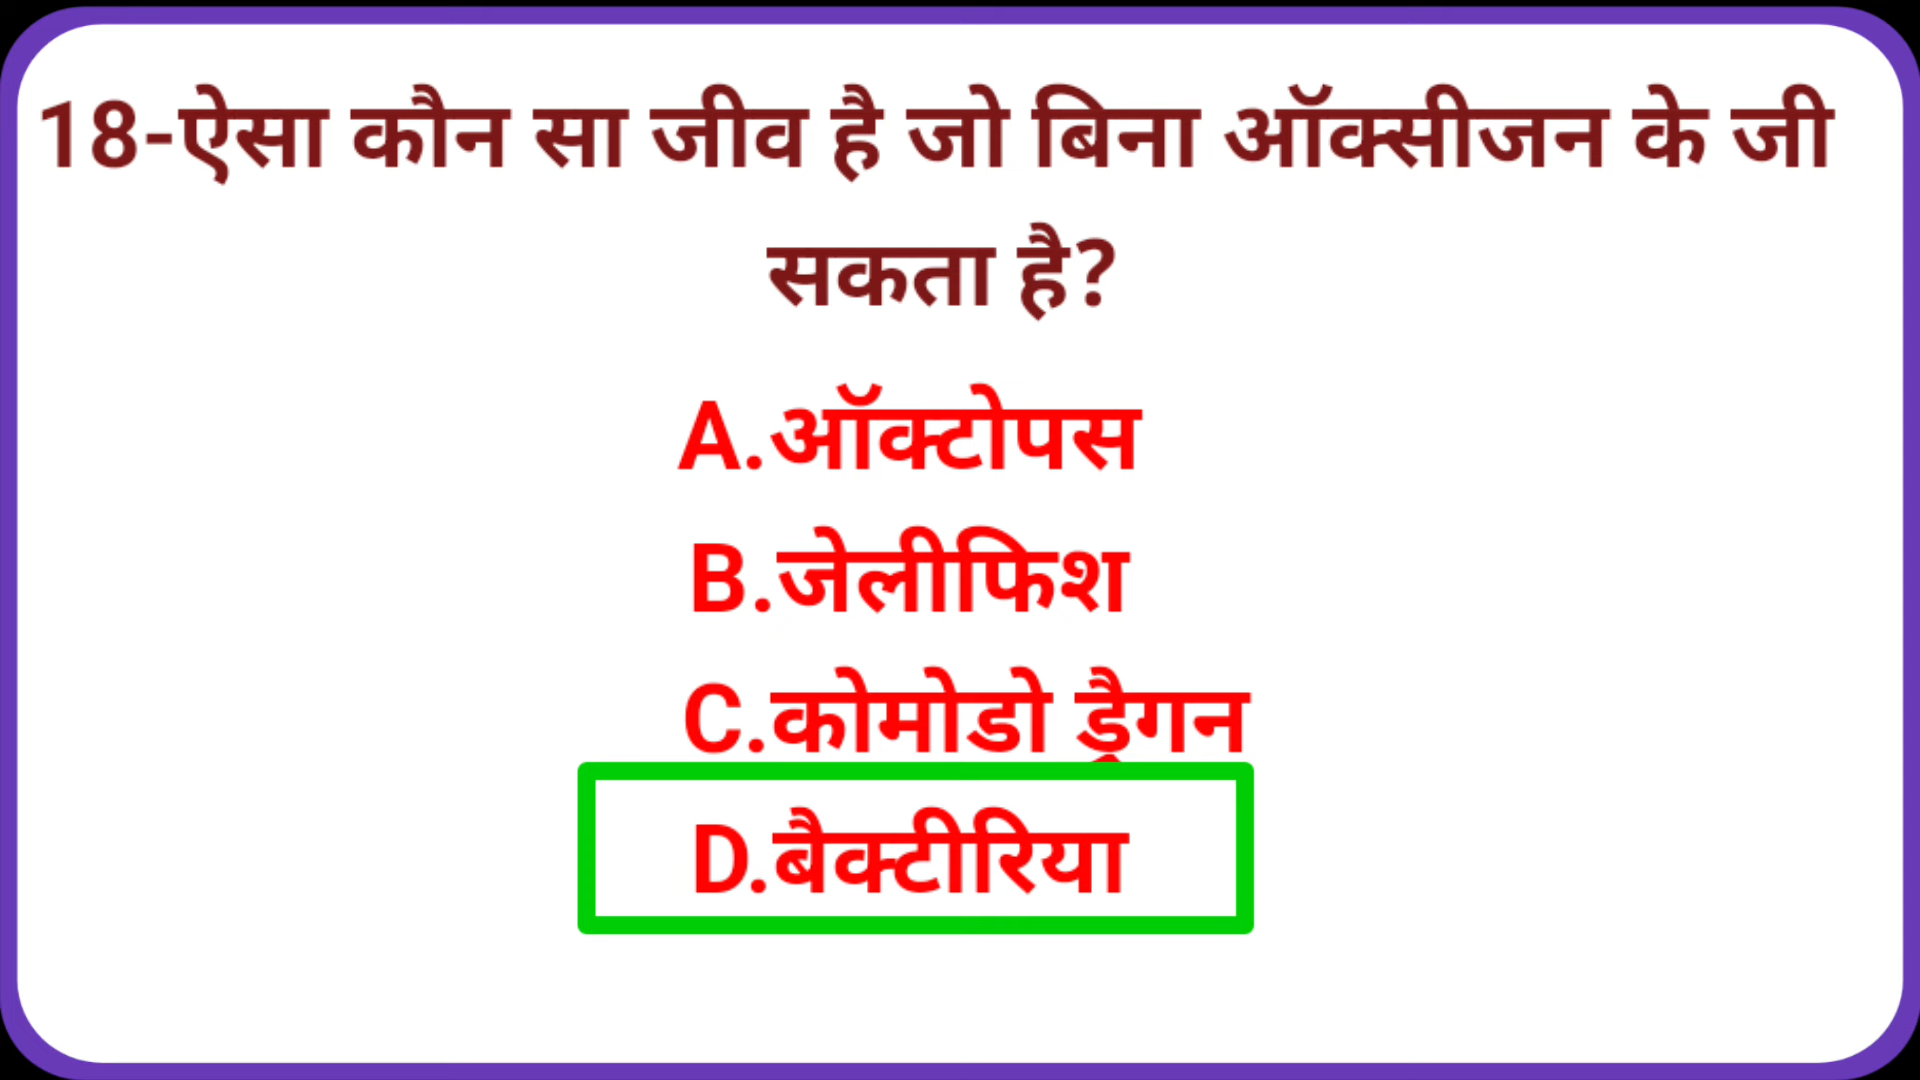 18-ऐसा कौन सा जीव है जो बिना ऑक्सीजन के जी
सकता है?
A.ऑक्टोपस
B.जेलीफिश
C.कोमोडो ड्रैगन
D.बैक्टीरिया